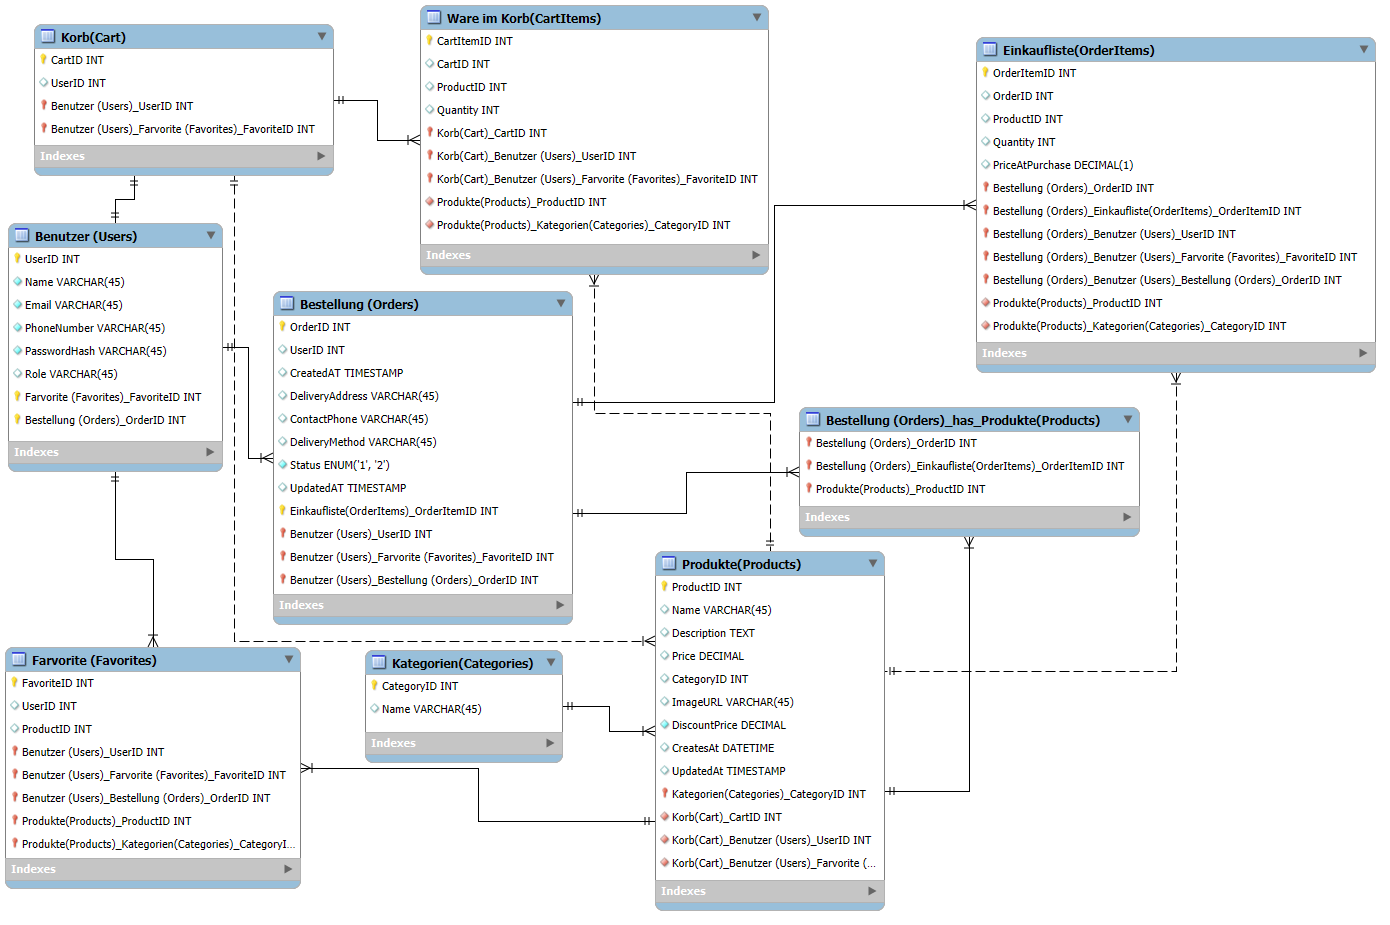 Korb(Cart)
CartID INT
UserID INT
Benutzer (Users)_UserID INT
Benutzer (Users)_Farvorite (Favorites)_FavoriteID INT
Indexes
Ware im Korb(CartItems)
CartItemID INT
CartID INT
ProductID INT
Quantity INT
Korb(Cart)_CartID INT
Korb(Cart)_Benutzer (Users)_UserID INT
Korb(Cart)_Benutzer (Users)_Farvorite (Favorites)_FavoriteID INT
Produkte(Products)_ProductID INT
Produkte(Products)_Kategorien(Categories)_CategoryID INT
Indexes
Einkaufliste(OrderItems)
OrderItemID INT
OrderID INT
ProductID INT
Quantity INT
PriceAtPurchase DECIMAL(1)
Bestellung (Orders)_OrderID INT
Bestellung (Orders)_Einkaufliste(OrderItems)_OrderItemID INT
Bestellung (Orders)_Benutzer (Users)_UserID INT
Bestellung (Orders)_Benutzer (Users)_Farvorite (Favorites)_FavoriteID INT
Bestellung (Orders)_Benutzer (Users)_Bestellung (Orders)_OrderID INT
Produkte(Products)_ProductID INT
Produkte(Products)_Kategorien(Categories)_CategoryID INT
Indexes
Benutzer (Users)
UserID INT
Name VARCHAR(45)
Email VARCHAR(45)
PhoneNumber VARCHAR(45)
PasswordHash VARCHAR(45)
Role VARCHAR(45)
Farvorite (Favorites)_FavoriteID INT
Bestellung (Orders)_OrderID INT
Indexes
Bestellung (Orders)
OrderID INT
UserID INT
CreatedAT TIMESTAMP
DeliveryAddress VARCHAR(45)
ContactPhone VARCHAR(45)
DeliveryMethod VARCHAR(45)
Status ENUM('1', '2')
UpdatedAT TIMESTAMP
Einkaufliste(OrderItems)_OrderItemID INT
Benutzer (Users)_UserID INT
Benutzer (Users)_Farvorite (Favorites)_FavoriteID INT
Benutzer (Users)_Bestellung (Orders)_OrderID INT
Indexes
Bestellung (Orders)_has_Produkte(Products)
Bestellung (Orders)_OrderID INT
Bestellung (Orders)_Einkaufliste(OrderItems)_OrderItemID INT
Produkte(Products)_ProductID INT
Indexes
Produkte(Products)
ProductID INT
Name VARCHAR(45)
Description TEXT
Price DECIMAL
CategoryID INT
ImageURL VARCHAR(45)
DiscountPrice DECIMAL
CreatesAt DATETIME
UpdatedAt TIMESTAMP
Kategorien(Categories)_CategoryID INT
Korb(Cart)_CartID INT
Korb(Cart)_Benutzer (Users)_UserID INT
Korb(Cart)_Benutzer (Users)_Farvorite (...
Indexes
Farvorite (Favorites)
FavoriteID INT
UserID INT
ProductID INT
Benutzer (Users)_UserID INT
Benutzer (Users)_Farvorite (Favorites)_FavoriteID INT
Benutzer (Users)_Bestellung (Orders)_OrderID INT
Produkte(Products)_ProductID INT
Produkte(Products)_Kategorien(Categories)_CategoryI...
Indexes
Kategorien(Categories)
CategoryID INT
Name VARCHAR(45)
Indexes